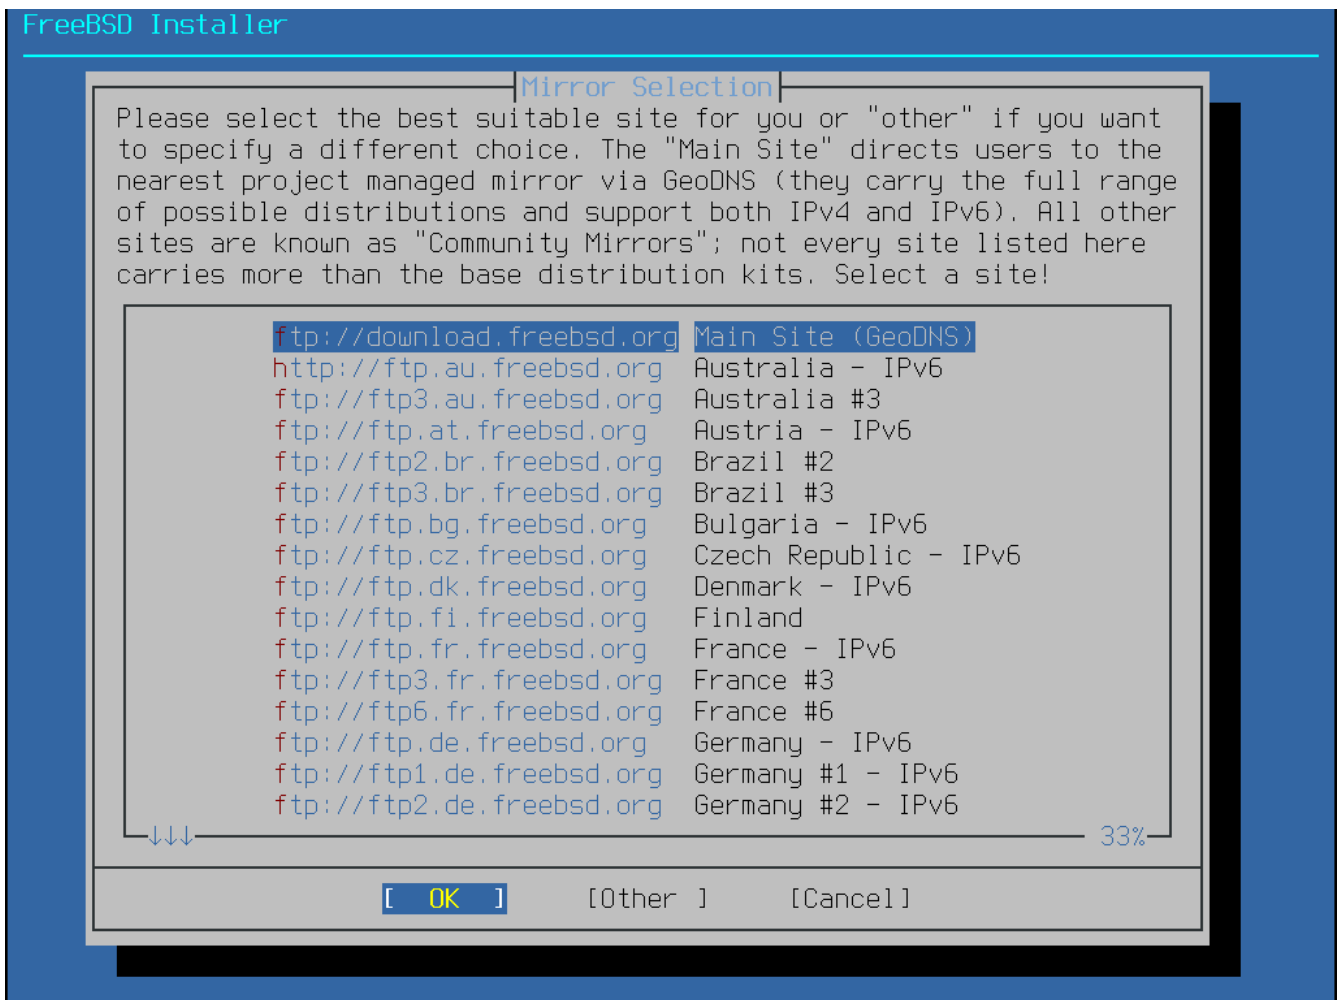 FreeBSD Installer
Mirror Selection
Please select the best suitable site for you or "other" if you want
to specify a different choice. The "Main Site" directs users to the
nearest project managed mirror via GeoDNS (they carry the full range
of possible distributions and support both IPv4 and IPv6). All other
sites are known as "Community Mirrors"; not every site listed here
carries more than the base distribution kits. Select a site!
ftp://download.freebsd.org Main Site (GeoDNS)
http://ftp.au.freebsd.org Australia - IPv6
ftp://ftp3.au.freebsd.org Australia #3
ftp://ftp.at.freebsd.org Austria - IPv6
ftp://ftp2.br.freebsd.org Brazil #2
ftp://ftp3.br.freebsd.org Brazil #3
ftp://ftp.bg.freebsd.org Bulgaria - IPv6
ftp://ftp.cz.freebsd.org Czech Republic - IPv6
ftp://ftp.dk.freebsd.org Denmark - IPv6
ftp://ftp.fi.freebsd.org Finland
ftp://ftp.fr.freebsd.org France - IPv6
ftp://ftp3.fr.freebsd.org France #3
ftp://ftp6.fr.freebsd.org France #6
ftp://ftp.de.freebsd.org Germany - IPv6
ftp://ftp1.de.freebsd.org Germany #1 - IPv6
ftp://ftp2.de.freebsd.org Germany #2 - IPv6
↓↓↓ 33%
[ OK ] [Other ] [Cancel]